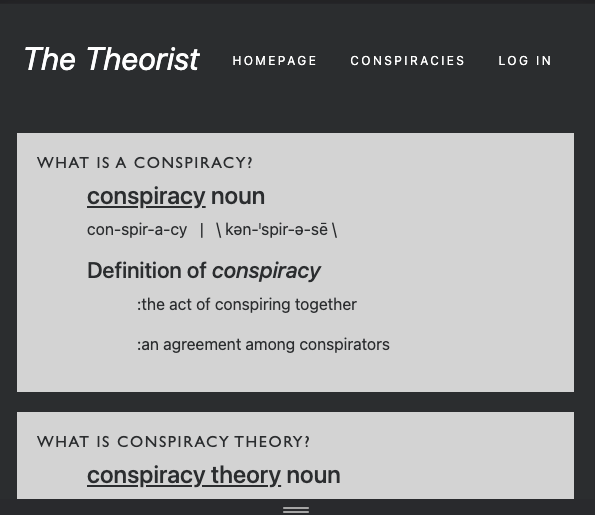 The Theorist
HOMEPAGE CONSPIRACIES LOG IN
WHAT IS A CONSPIRACY?
conspiracy noun
con-spir-a-cy | \ kən-ˈspir-ə-sē \
Definition of conspiracy
:the act of conspiring together
:an agreement among conspirators
WHAT IS CONSPIRACY THEORY?
conspiracy theory noun